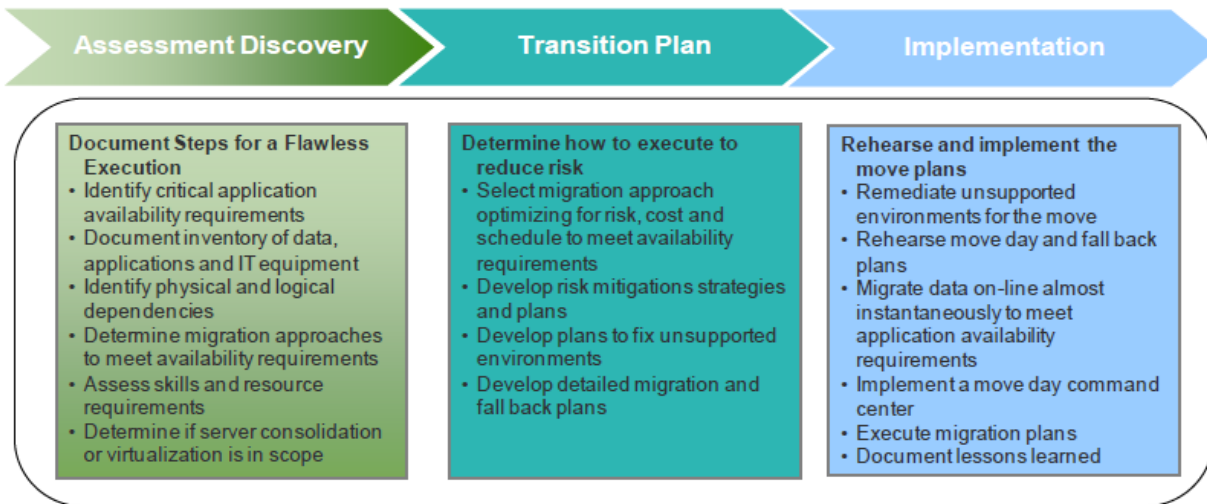 Assessment Discovery
Transition Plan
Implementation
Document Steps for a Flawless
Execution
• Identify critical application
availability requirements
• Document inventory of data,
applications and IT equipment
• Identify physical and logical
dependencies
• Determine migration approaches
to meet availability requirements
• Assess skills and resource
requirements
• Determine if server consolidation
or virtualization is in scope
Determine how to execute to
reduce risk
• Select migration approach
optimizing for risk, cost and
schedule to meet availability
requirements
• Develop risk mitigations strategies
and plans
• Develop plans to fix unsupported
environments
• Develop detailed migration and
fall back plans
Rehearse and implement the
move plans
• Remediate unsupported
environments for the move
• Rehearse move day and fall back
plans
• Migrate data on-line almost
instantaneously to meet
application availability
requirements
• Implement a move day command
center
• Execute migration plans
• Document lessons learned